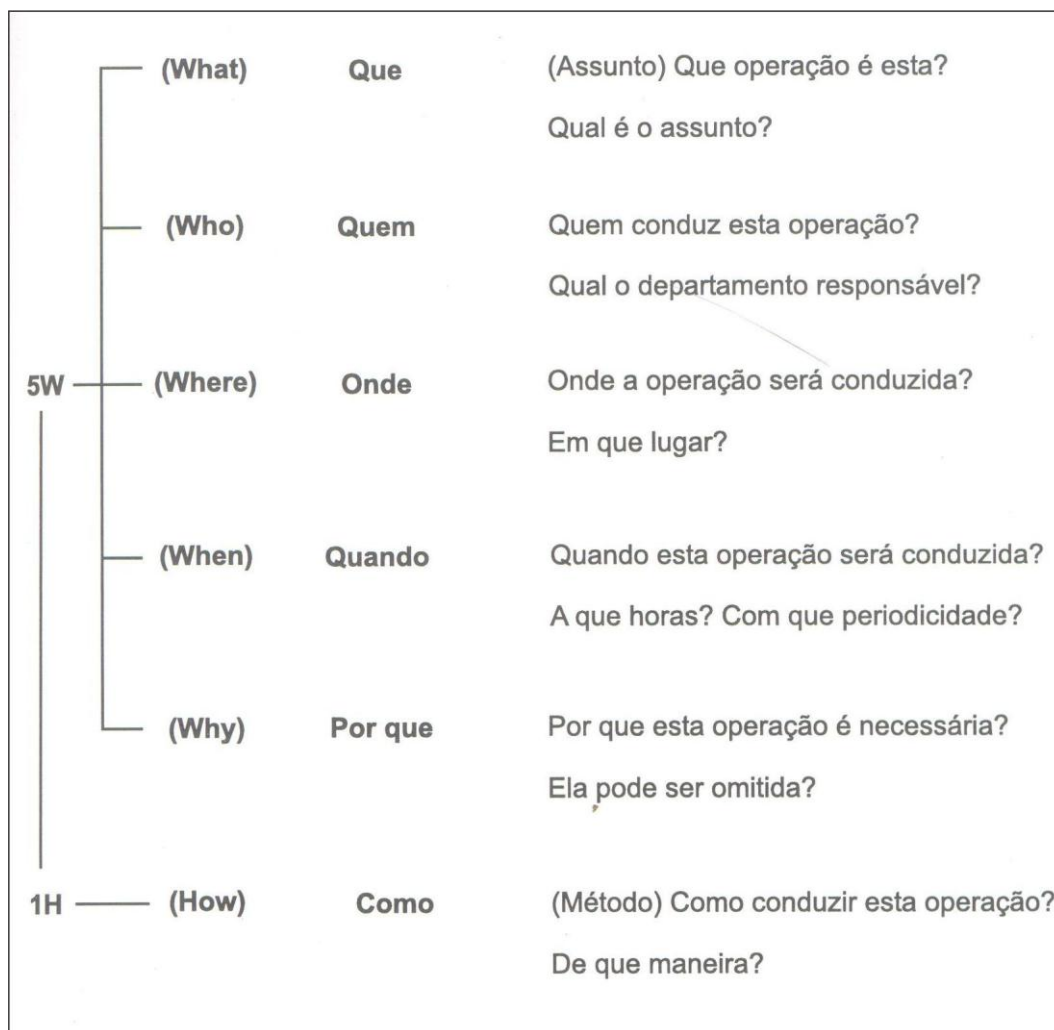 (What) Que (Assunto) Que operação é esta?
Qual é o assunto?
(Who) Quem Quem conduz esta operação?
Qual o departamento responsável?
5W (Where) Onde Onde a operação será conduzida?
Em que lugar?
(When) Quando Quando esta operação será conduzida?
A que horas? Com que periodicidade?
(Why) Por que Por que esta operação é necessária?
Ela pode ser omitida?
1H (How) Como (Método) Como conduzir esta operação?
De que maneira?